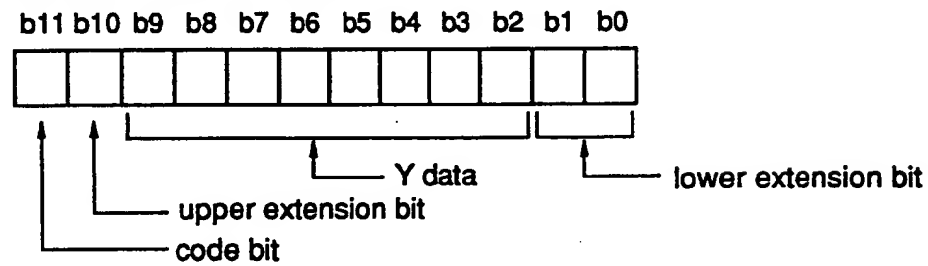 b11 b10 b9 b8 b7 b6 b5 b4 b3 b2 b1 b0
Y data
lower extension bit
upper extension bit
code bit